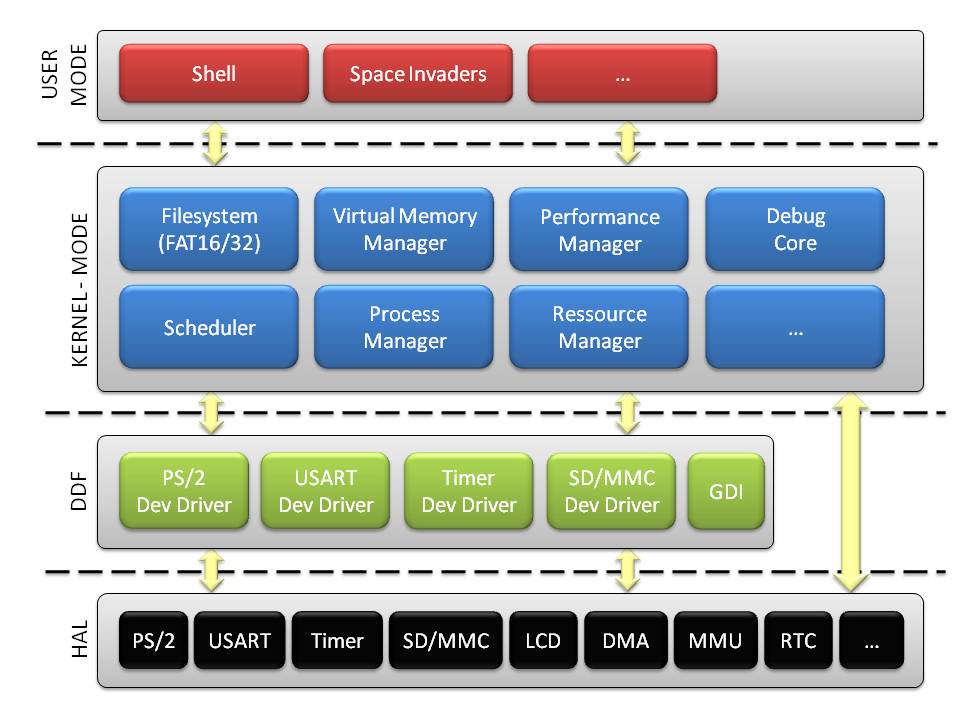 USER
MODE
Shell
Space Invaders
...
KERNEL - MODE
Filesystem
(FAT16/32)
Virtual Memory
Manager
Performance
Manager
Debug
Core
Scheduler
Process
Manager
Ressource
Manager
...
DDF
PS/2
Dev Driver
USART
Dev Driver
Timer
Dev Driver
SD/MMC
Dev Driver
GDI
HAL
PS/2
USART
Timer
SD/MMC
LCD
DMA
MMU
RTC
...